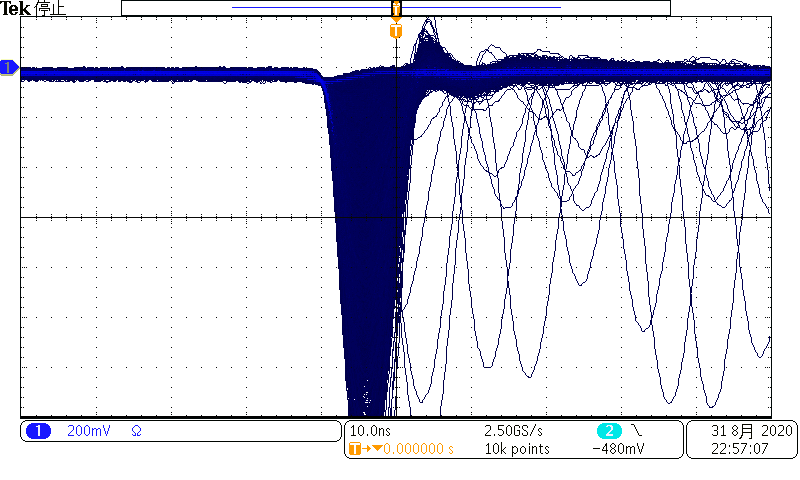 Tek 停止
T
T
1
1 200mV Ω 10.0ns 2.50GS/s 2 31 8月 2020
T→▼0.000000 s 10k points −480mV 22:57:07